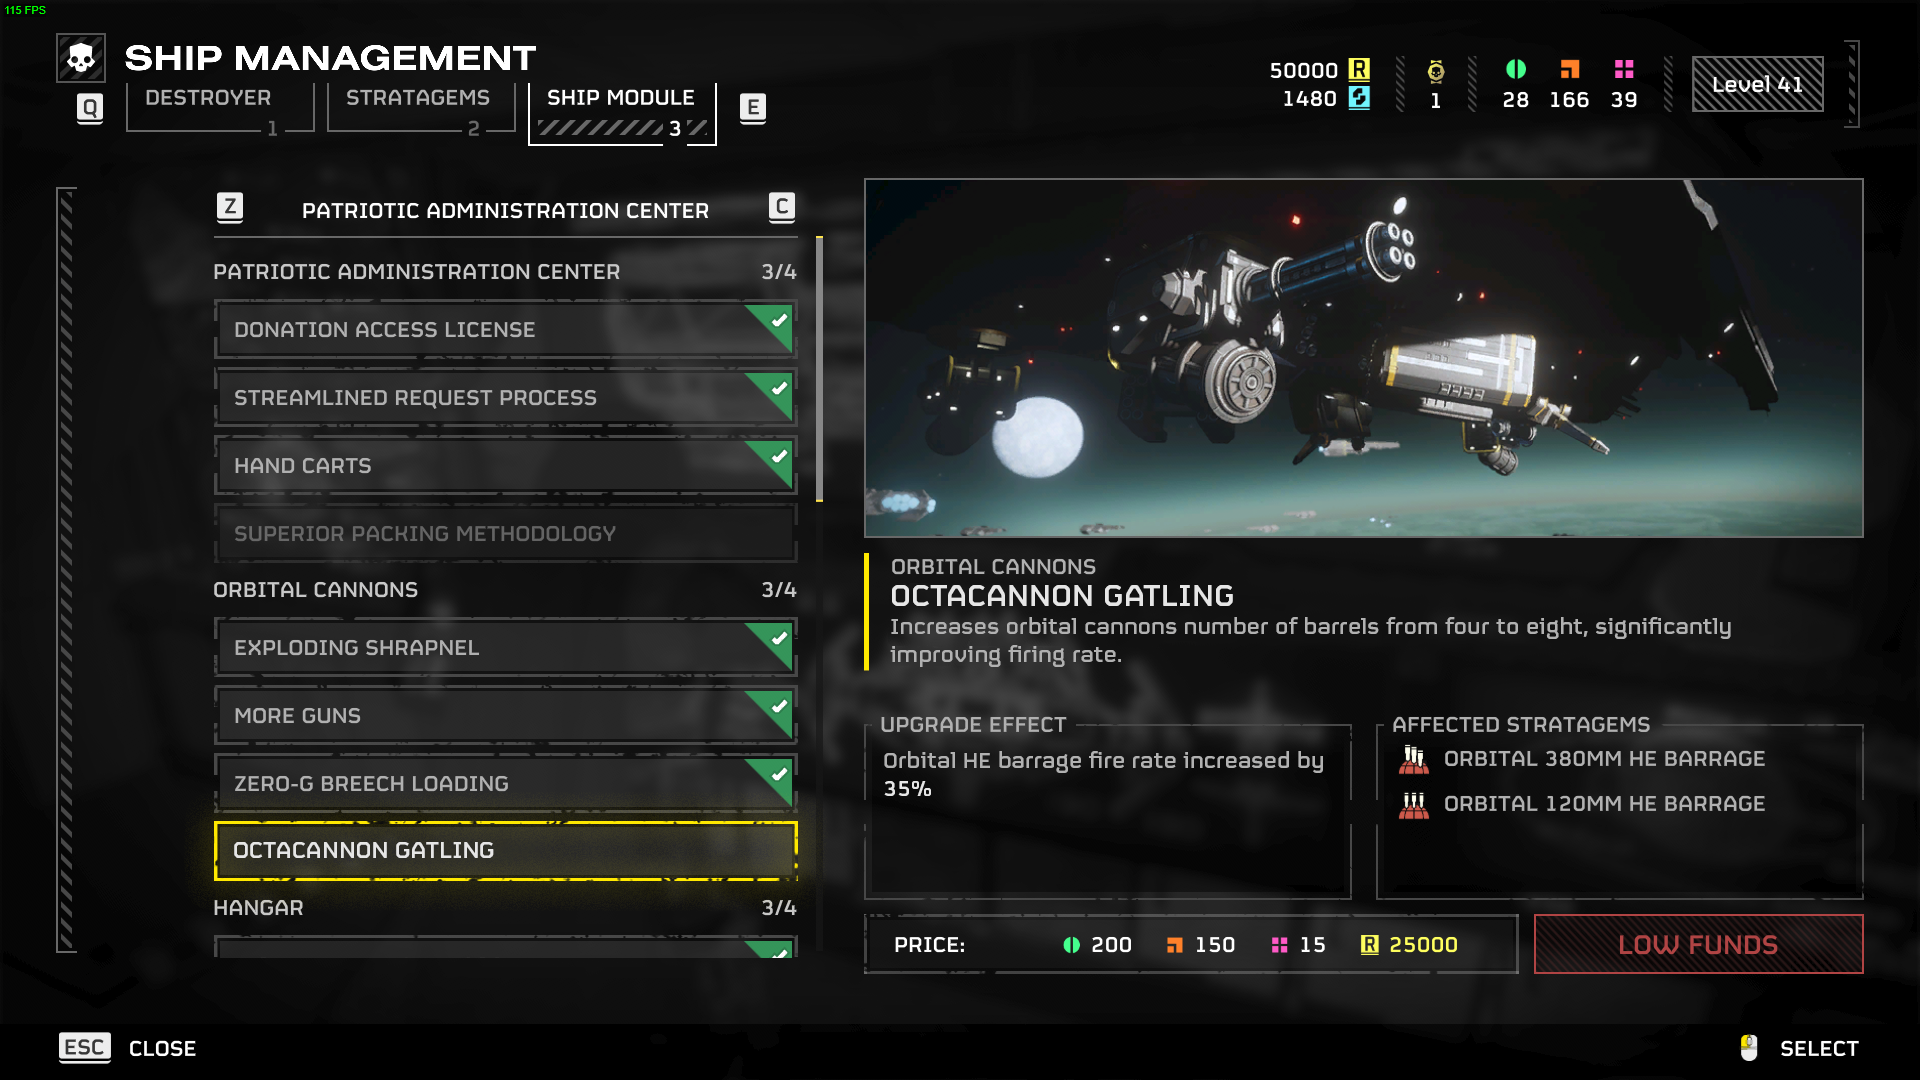 115 FPS
SHIP MANAGEMENT
Q
DESTROYER
1
STRATAGEMS
2
SHIP MODULE
3
E
50000 R
1480
1
28 166 39
Level 41
Z
PATRIOTIC ADMINISTRATION CENTER
C
PATRIOTIC ADMINISTRATION CENTER 3/4
DONATION ACCESS LICENSE
STREAMLINED REQUEST PROCESS
HAND CARTS
SUPERIOR PACKING METHODOLOGY
ORBITAL CANNONS 3/4
EXPLODING SHRAPNEL
MORE GUNS
ZERO-G BREECH LOADING
OCTACANNON GATLING
HANGAR 3/4
ORBITAL CANNONS
OCTACANNON GATLING
Increases orbital cannons number of barrels from four to eight, significantly
improving firing rate.
UPGRADE EFFECT
Orbital HE barrage fire rate increased by
35%
AFFECTED STRATAGEMS
ORBITAL 380MM HE BARRAGE
ORBITAL 120MM HE BARRAGE
PRICE: 200 150 15 R 25000
LOW FUNDS
ESC CLOSE
SELECT